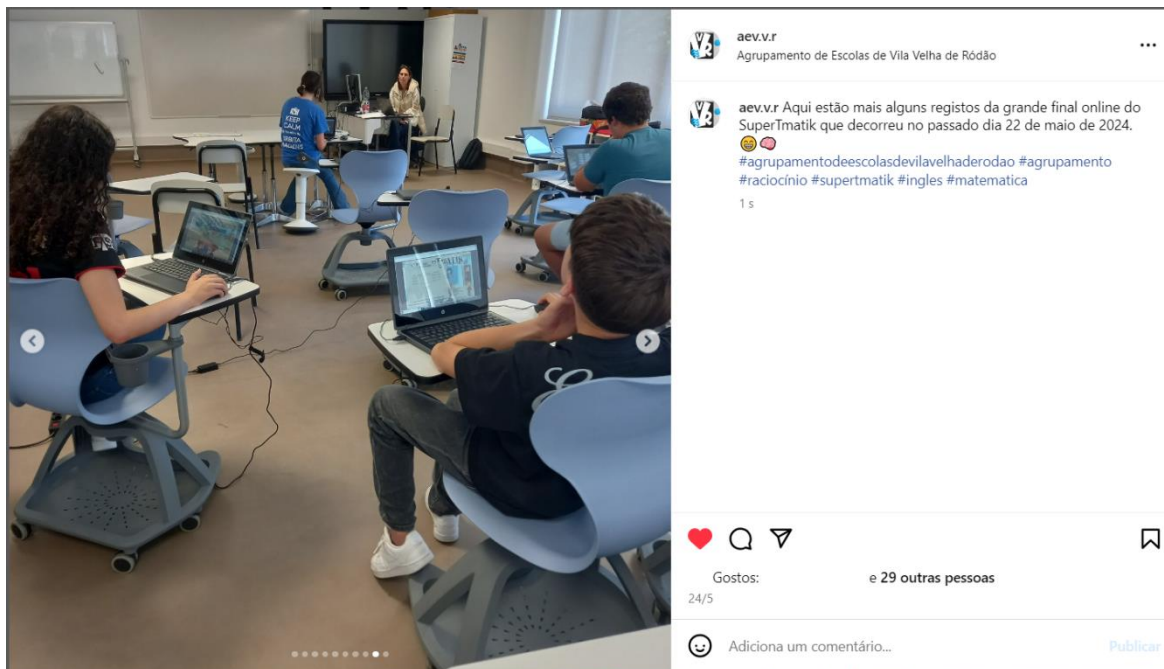 aev.v.r
Agrupamento de Escolas de Vila Velha de Ródão
aev.v.r Aqui estão mais alguns registos da grande final online do
SuperTmatik que decorreu no passado dia 22 de maio de 2024.
#agrupamentodeescolasdevilavelhaderodao #agrupamento
#raciocínio #supertmatik #ingles #matematica
1 s
KEEP
CALM
Gostos: e 29 outras pessoas
24/5
Adiciona um comentário...
Publicar